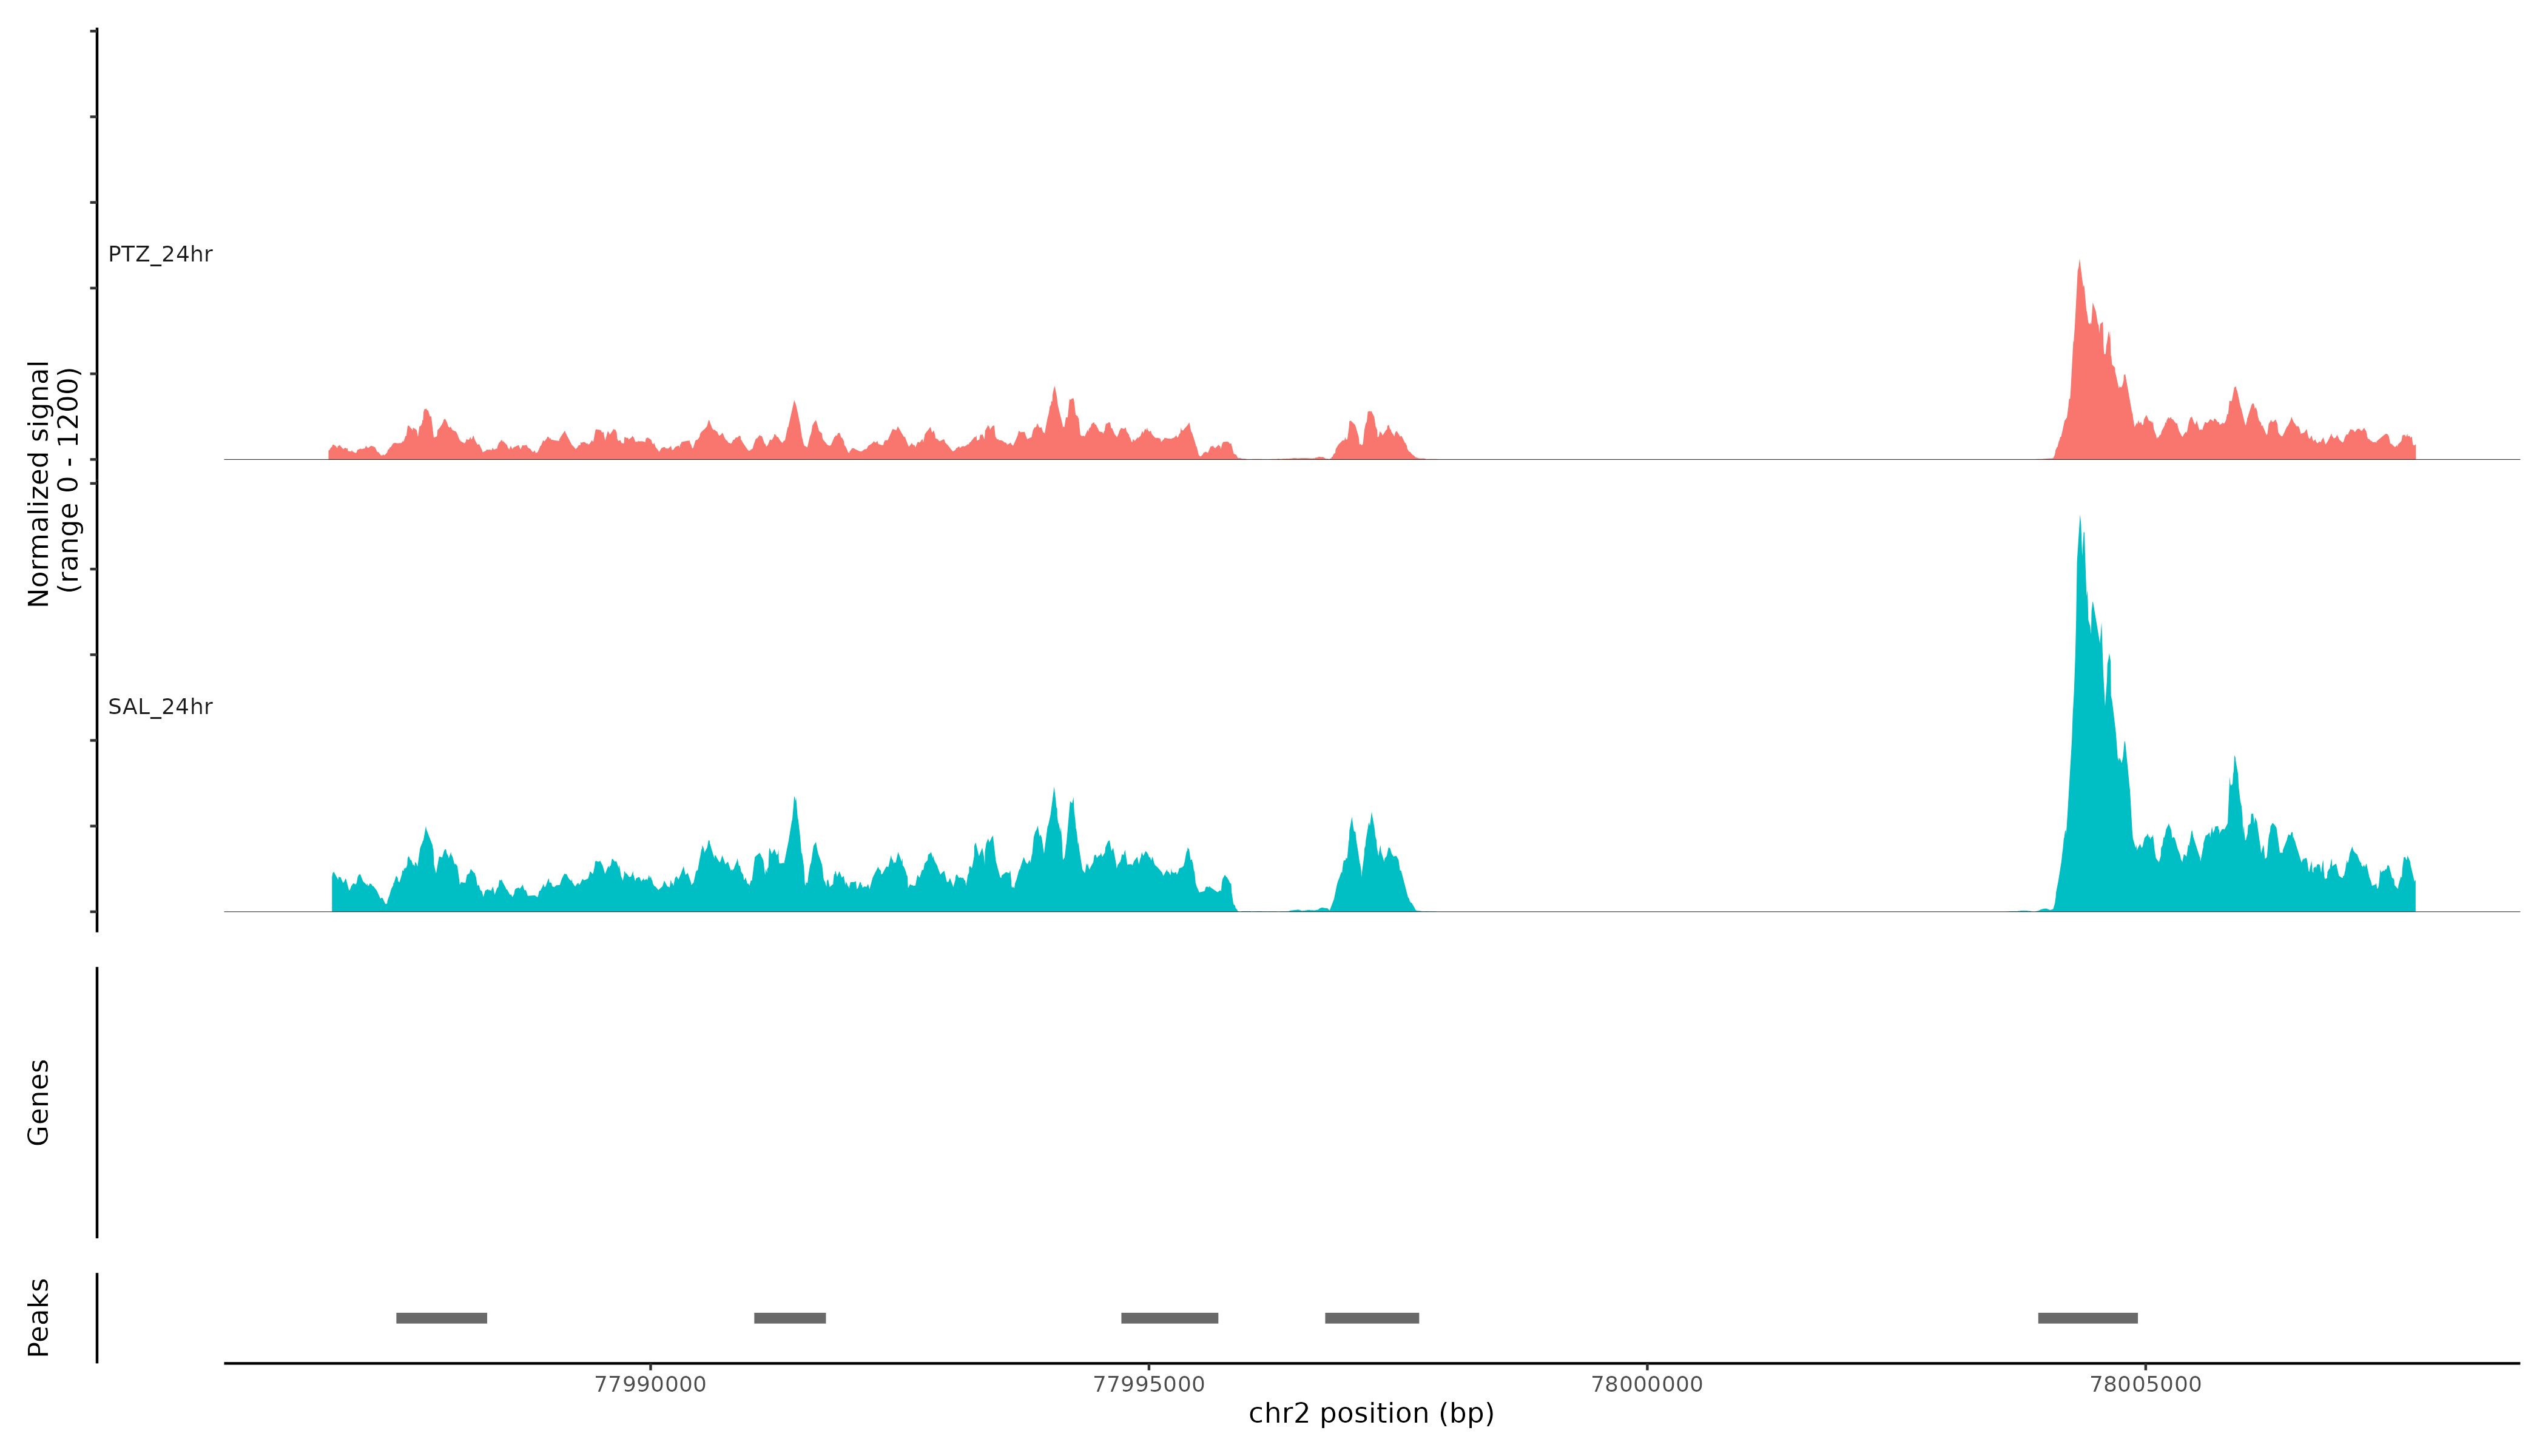 PTZ_24hr
Normalized signal
(range 0 - 1200)
SAL_24hr
Genes
Peaks
77990000 77995000 78000000 78005000
chr2 position (bp)